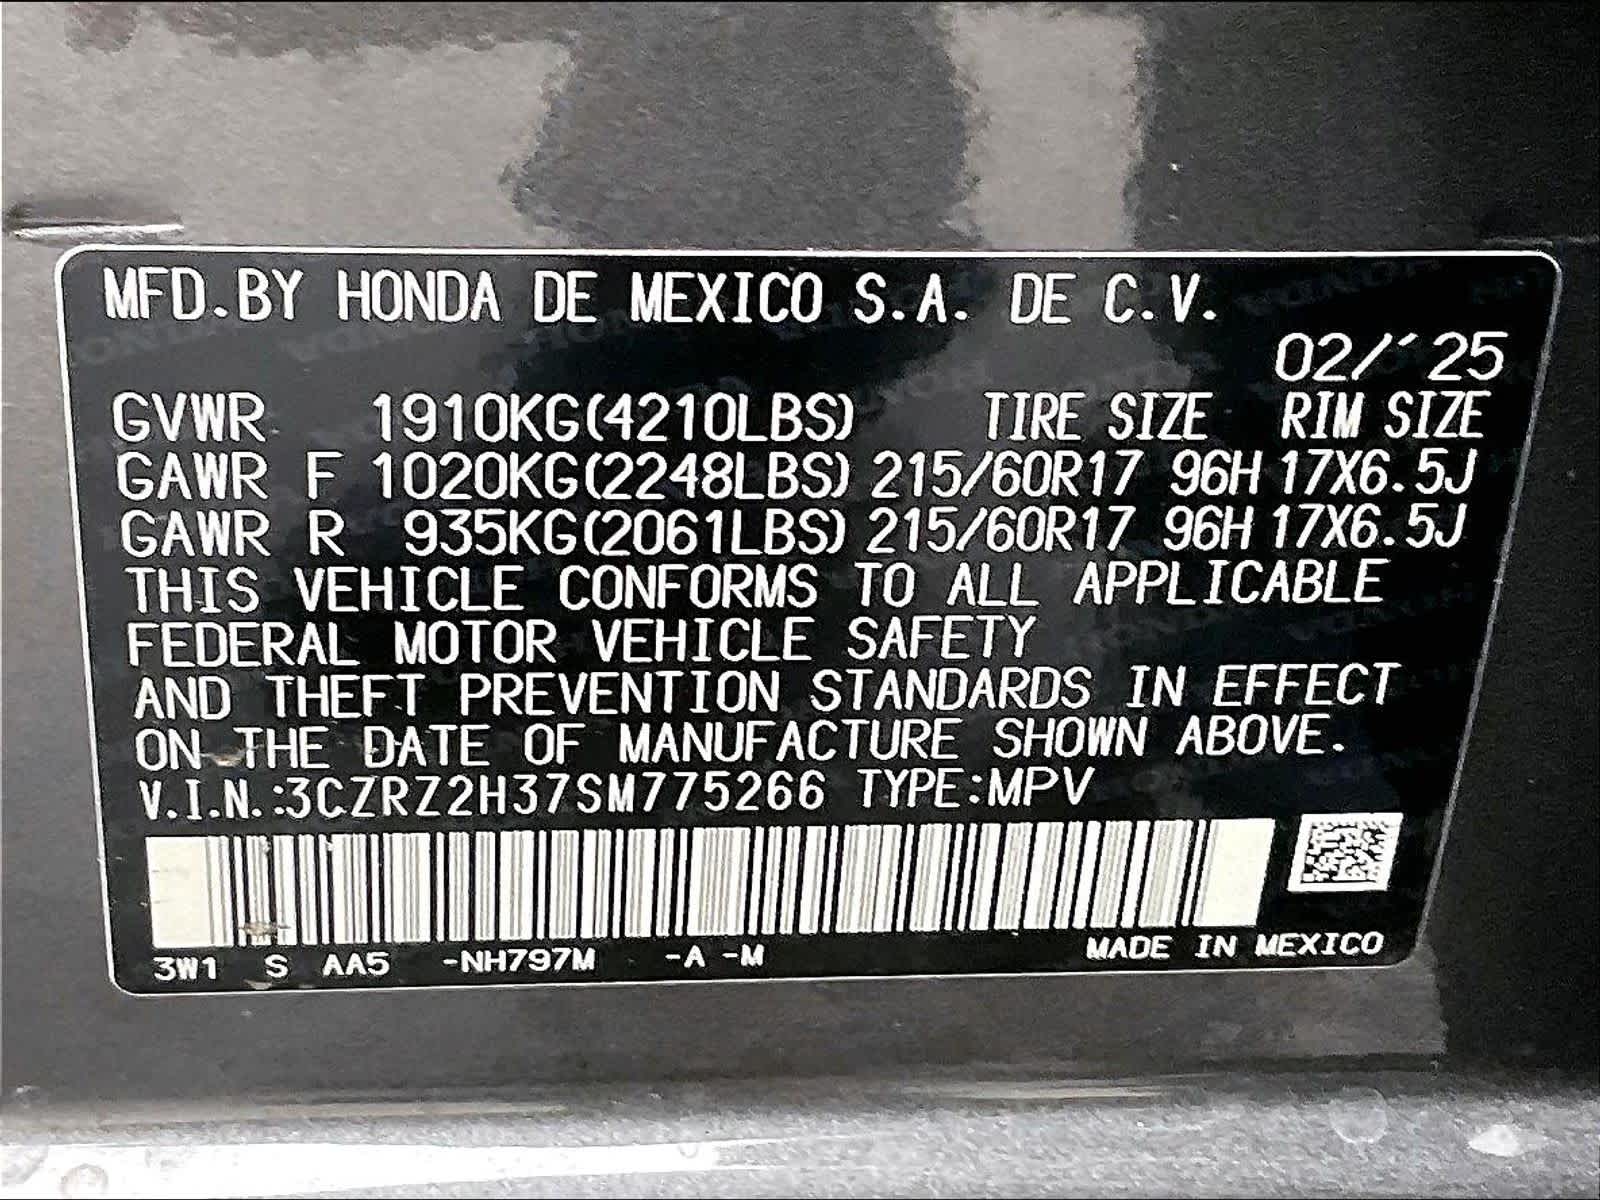 MFD.BY HONDA DE MEXICO S.A. DE C.V.
02/'25
GVWR 1910KG(4210LBS) TIRE SIZE RIM SIZE
GAWR F 1020KG(2248LBS) 215/60R17 96H 17X6.5J
GAWR R 935KG(2061LBS) 215/60R17 96H 17X6.5J
THIS VEHICLE CONFORMS TO ALL APPLICABLE
FEDERAL MOTOR VEHICLE SAFETY
AND THEFT PREVENTION STANDARDS IN EFFECT
ON THE DATE OF MANUFACTURE SHOWN ABOVE.
V.I.N.:3CZRZ2H37SM775266 TYPE:MPV
3W1 S AA5 -NH797M -A -M MADE IN MEXICO